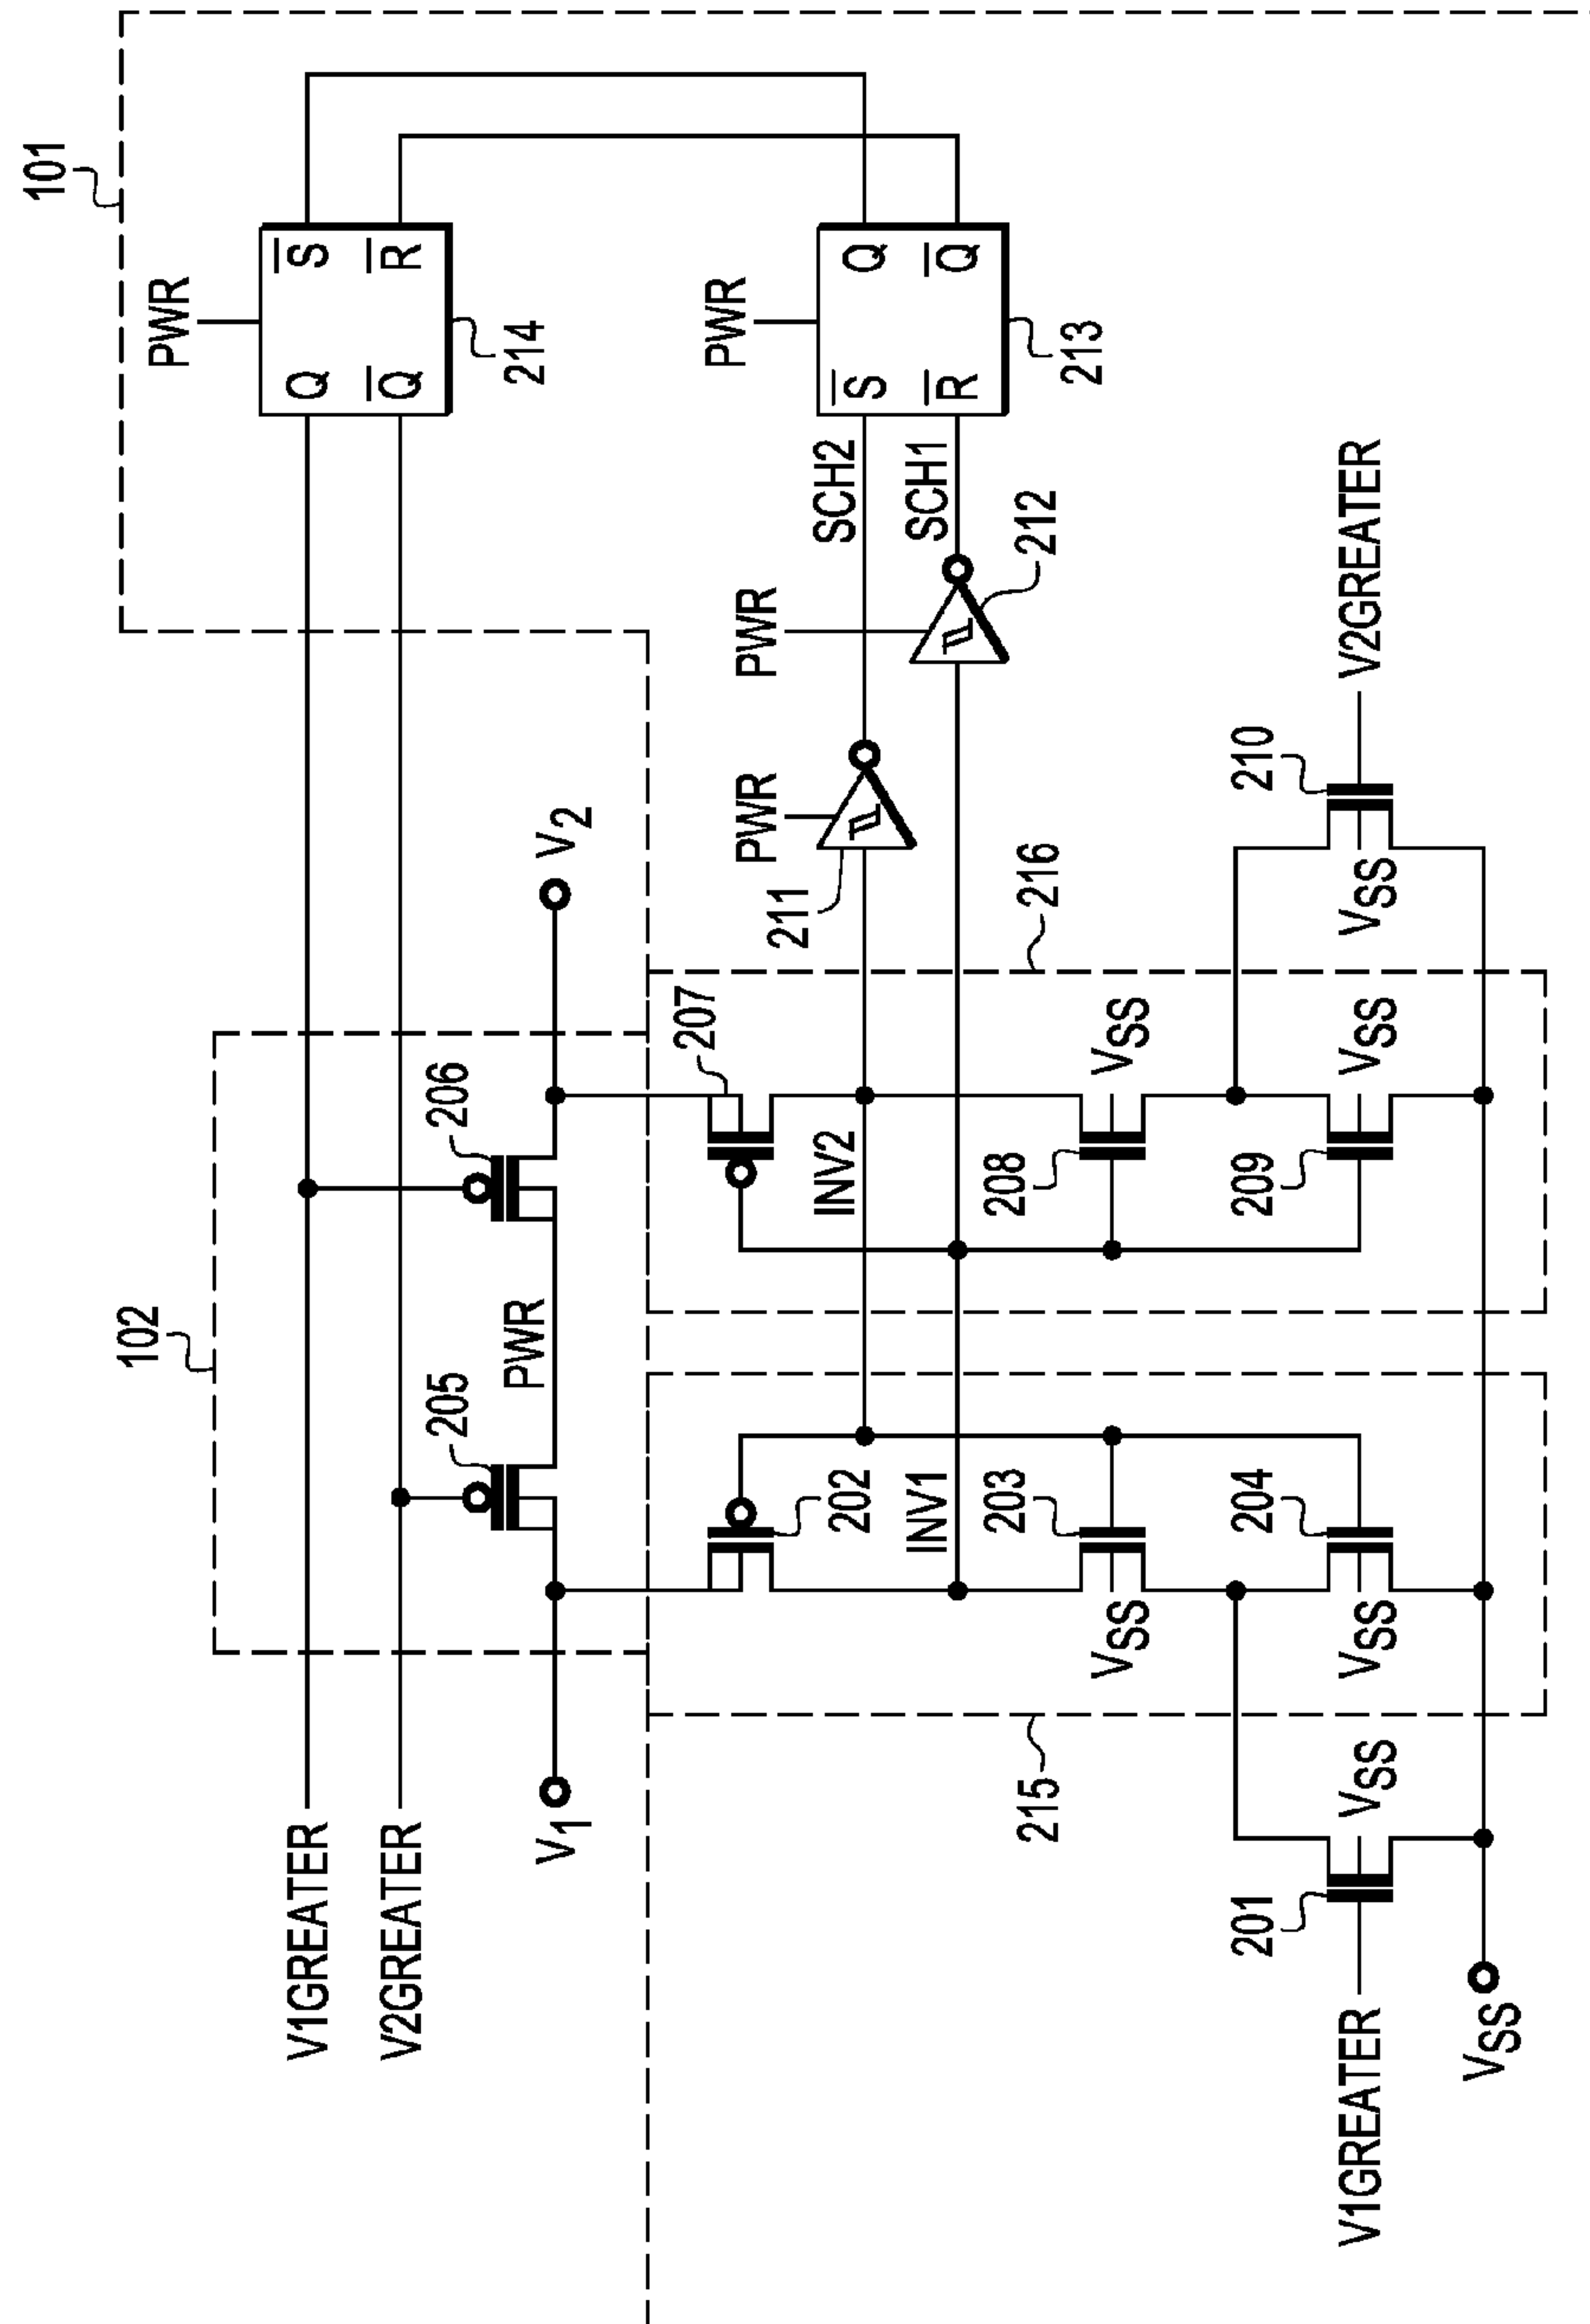 101
PWR
Q
S
Q
R
214
PWR
S
Q
R
Q
213
SCH2
SCH1
102
V1GREATER
V2GREATER
205
206
PWR
V1
V2
207
PWR
211
PWR
212
INV2
INV1
202
216
215
203
VSS
208
VSS
V1GREATER
201
VSS
204
VSS
209
VSS
210
VSS
V2GREATER
VSS